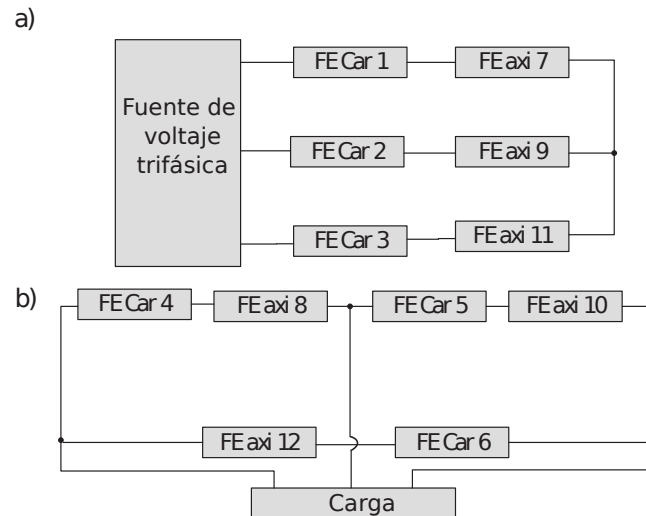 a)
Fuente de
voltaje
trifásica
FECar 1
FEaxi 7
FECar 2
FEaxi 9
FECar 3
FEaxi 11
b)
FECar 4
FEaxi 8
FECar 5
FEaxi 10
FEaxi 12
FECar 6
Carga